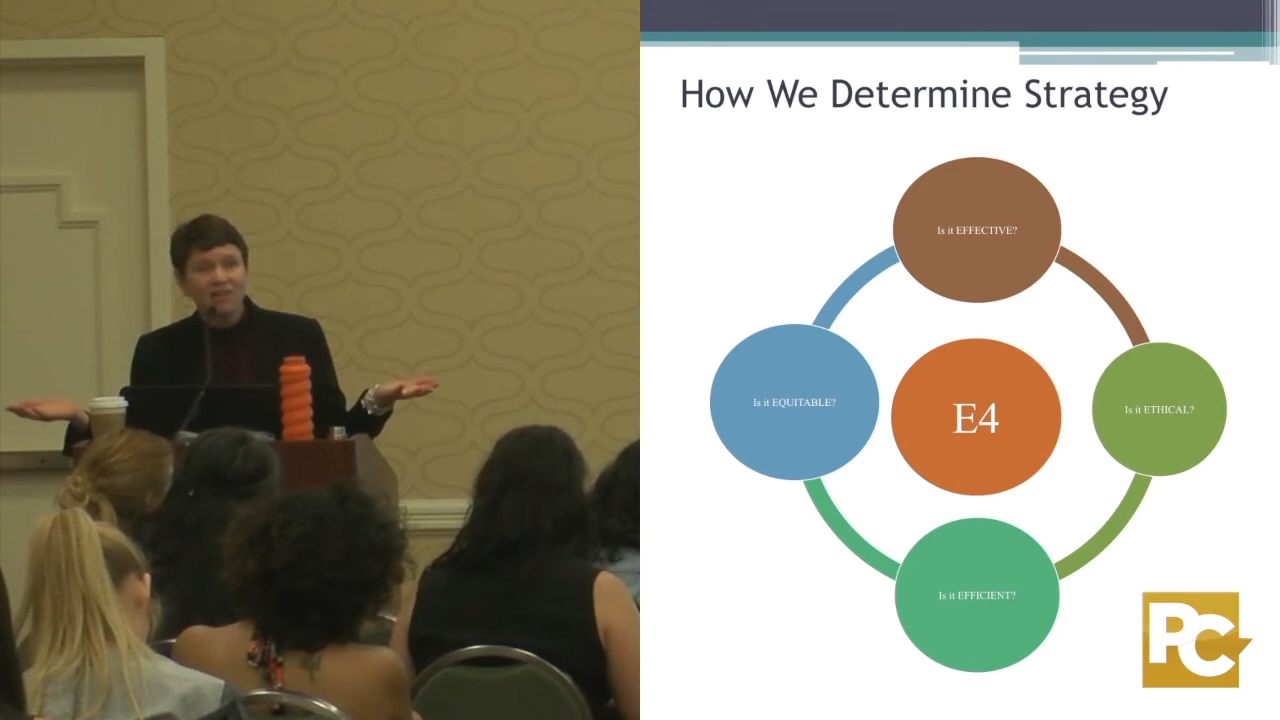 How We Determine Strategy
Is it EFFECTIVE?
Is it EQUITABLE?
E4
Is it ETHICAL?
Is it EFFICIENT?
PC